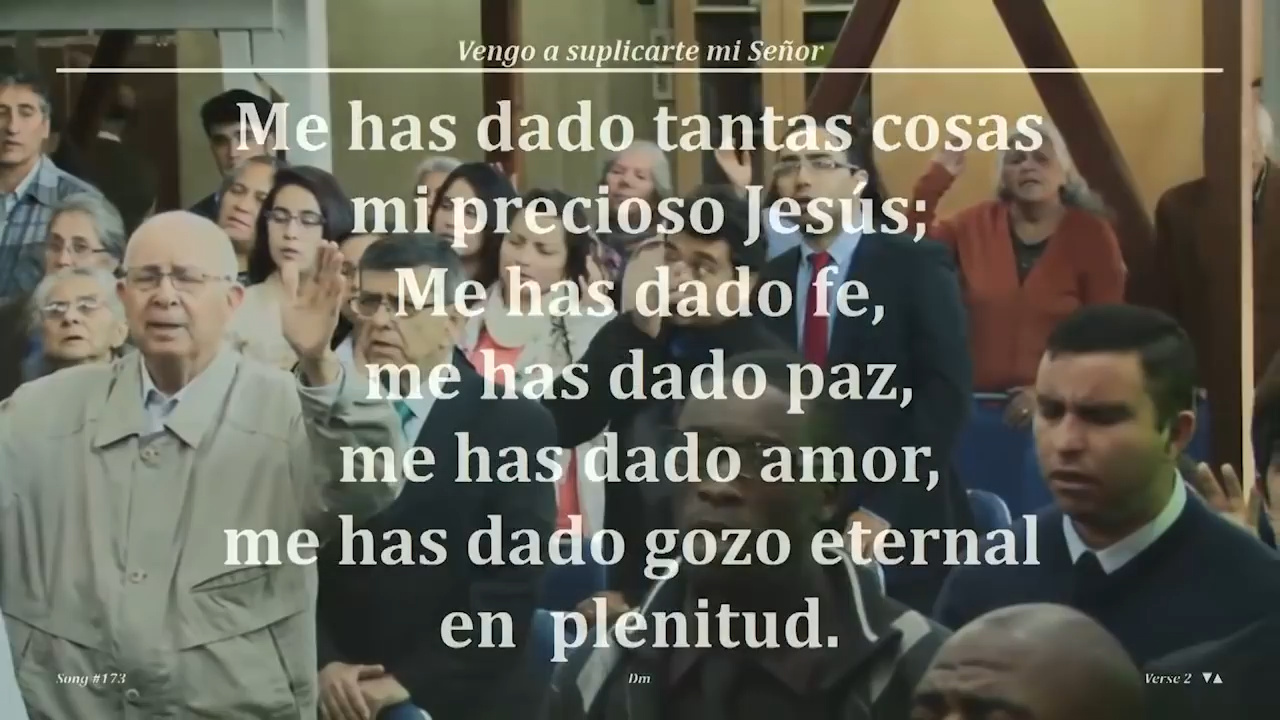 Vengo a suplicarte mi Señor
Me has dado tantas cosas
mi precioso Jesús;
Me has dado fe,
me has dado paz,
me has dado amor,
me has dado gozo eternal
en plenitud.
Song #173 Dm Verse 2 ▼▲